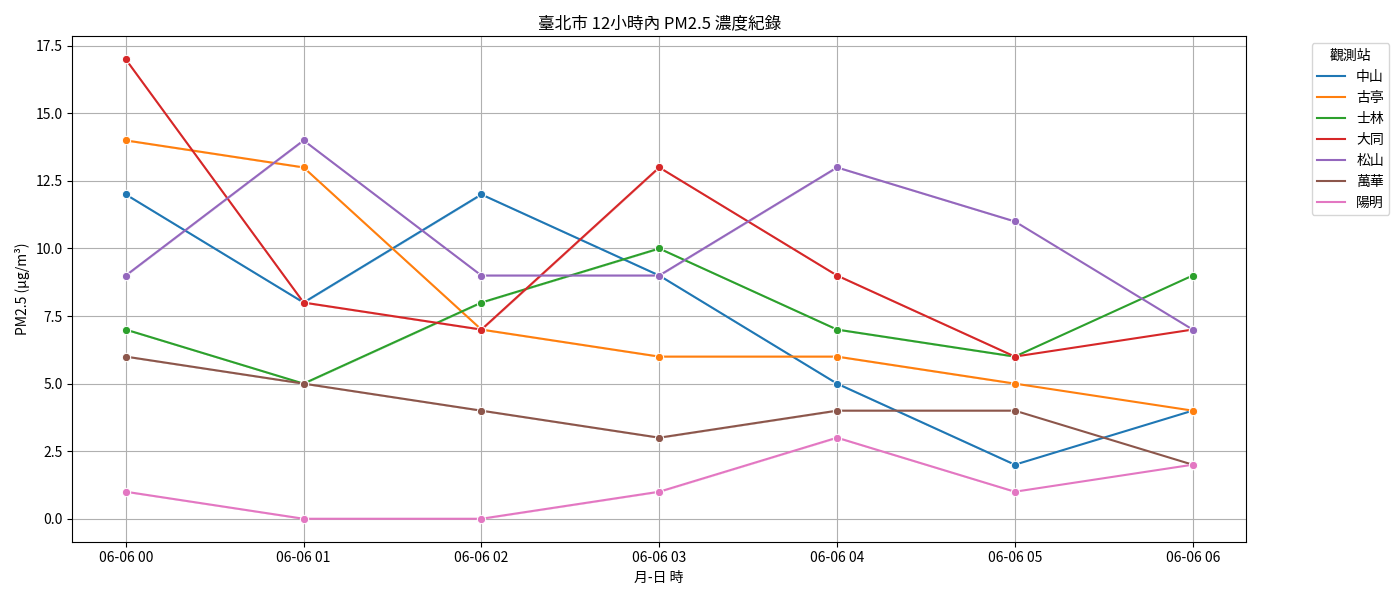 臺北市 12小時內 PM2.5 濃度紀錄
17.5
15.0
12.5
10.0
7.5
5.0
2.5
0.0
PM2.5 (μg/m³)
06-06 00
06-06 01
06-06 02
06-06 03
06-06 04
06-06 05
06-06 06
月-日 時
觀測站
中山
古亭
士林
大同
松山
萬華
陽明